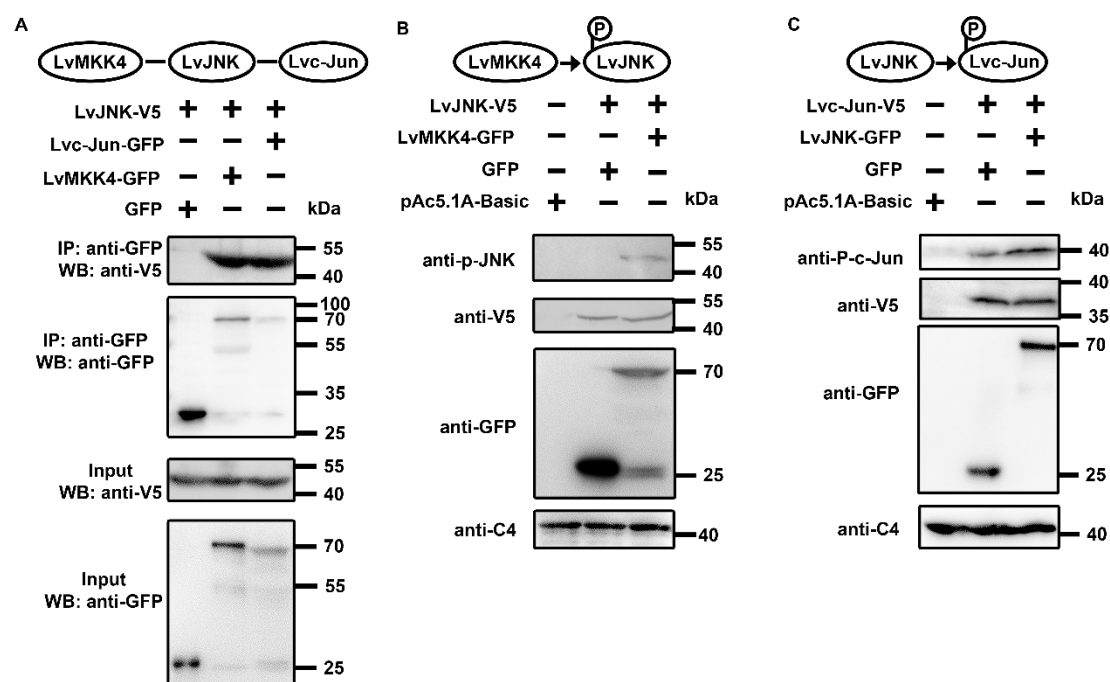 A
LvMKK4 LvJNK Lvc-Jun
LvJNK-V5 + + +
Lvc-Jun-GFP – – +
LvMKK4-GFP – + –
GFP + – – kDa
IP: anti-GFP
WB: anti-V5
55
40
IP: anti-GFP
WB: anti-GFP
100
70
55
35
25
Input
WB: anti-V5
55
40
Input
WB: anti-GFP
70
55
25
B
P
LvMKK4 LvJNK
LvJNK-V5 – + +
LvMKK4-GFP – – +
GFP – + –
pAc5.1A-Basic + – – kDa
anti-p-JNK
55
40
anti-V5
55
40
anti-GFP
70
25
anti-C4
40
C
P
LvJNK Lvc-Jun
Lvc-Jun-V5 – + +
LvJNK-GFP – – +
GFP – + –
pAc5.1A-Basic + – – kDa
anti-P-c-Jun
40
anti-V5
40
35
anti-GFP
70
25
anti-C4
40